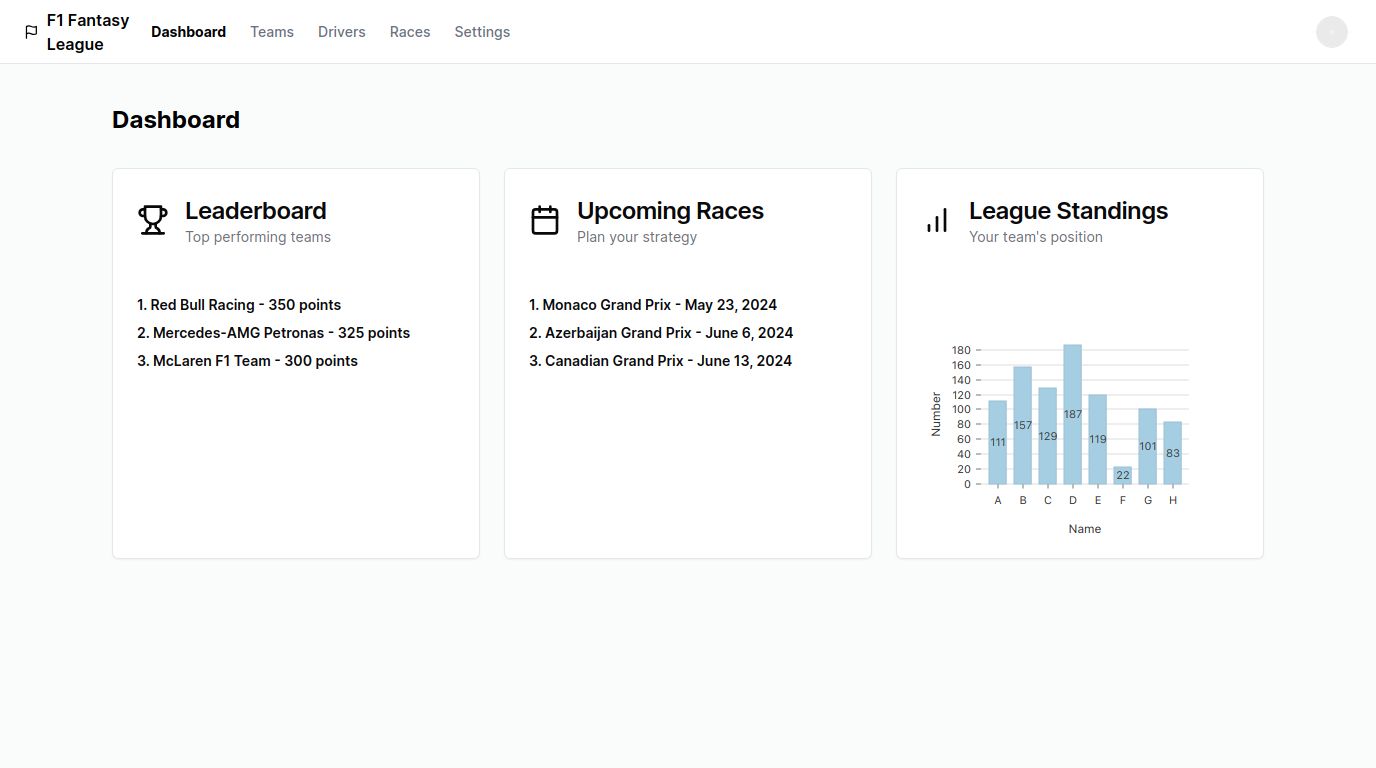 F1 Fantasy
League
Dashboard Teams Drivers Races Settings
Dashboard
Leaderboard
Top performing teams
1. Red Bull Racing - 350 points
2. Mercedes-AMG Petronas - 325 points
3. McLaren F1 Team - 300 points
Upcoming Races
Plan your strategy
1. Monaco Grand Prix - May 23, 2024
2. Azerbaijan Grand Prix - June 6, 2024
3. Canadian Grand Prix - June 13, 2024
League Standings
Your team's position
Number
180
160
140
120
100
80
60
40
20
0
111 157 129 187 119 22 101 83
A B C D E F G H
Name